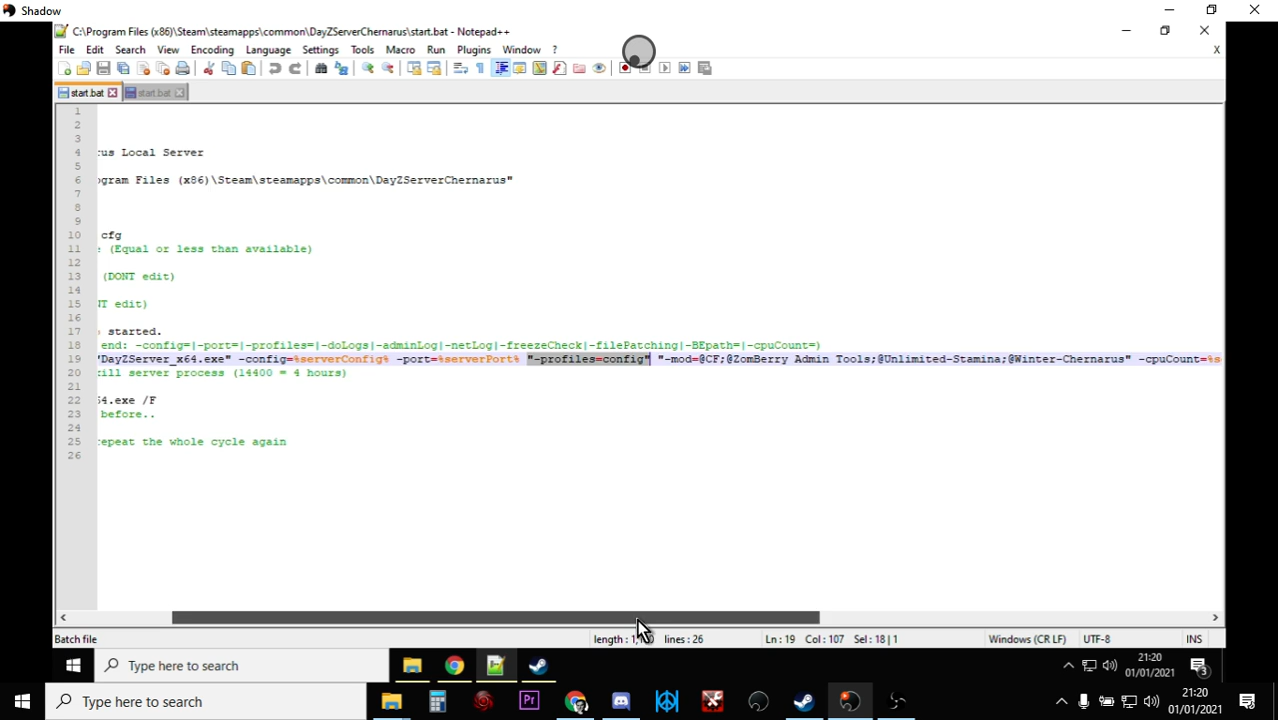 Shadow
C:\Program Files (x86)\Steam\steamapps\common\DayZServerChernarus\start.bat - Notepad++
File Edit Search View Encoding Language Settings Tools Macro Run Plugins Window ? X
start.bat start.bat
1
2
3
4 rus Local Server
5
6 ogram Files (x86)\Steam\steamapps\common\DayZServerChernarus"
7
8
9
10 cfg
11 : (Equal or less than available)
12
13 (DONT edit)
14
15 NT edit)
16
17 started.
18 end: -config=|-port=|-profiles=|-doLogs|-adminLog|-netLog|-freezeCheck|-filePatching|-BEpath=|-cpuCount=)
19 "DayZServer_x64.exe" -config=%serverConfig% -port=%serverPort% "-profiles=config" "-mod=@CF;@ZomBerry Admin Tools;@Unlimited-Stamina;@Winter-Chernarus" -cpuCount=%s
20 kill server process (14400 = 4 hours)
21
22 64.exe /F
23 before..
24
25 repeat the whole cycle again
26
Batch file length : lines : 26 Ln : 19 Col : 107 Sel : 18 | 1 Windows (CR LF) UTF-8 INS
Type here to search 21:20
01/01/2021 3
Type here to search Pr 21:20
01/01/2021